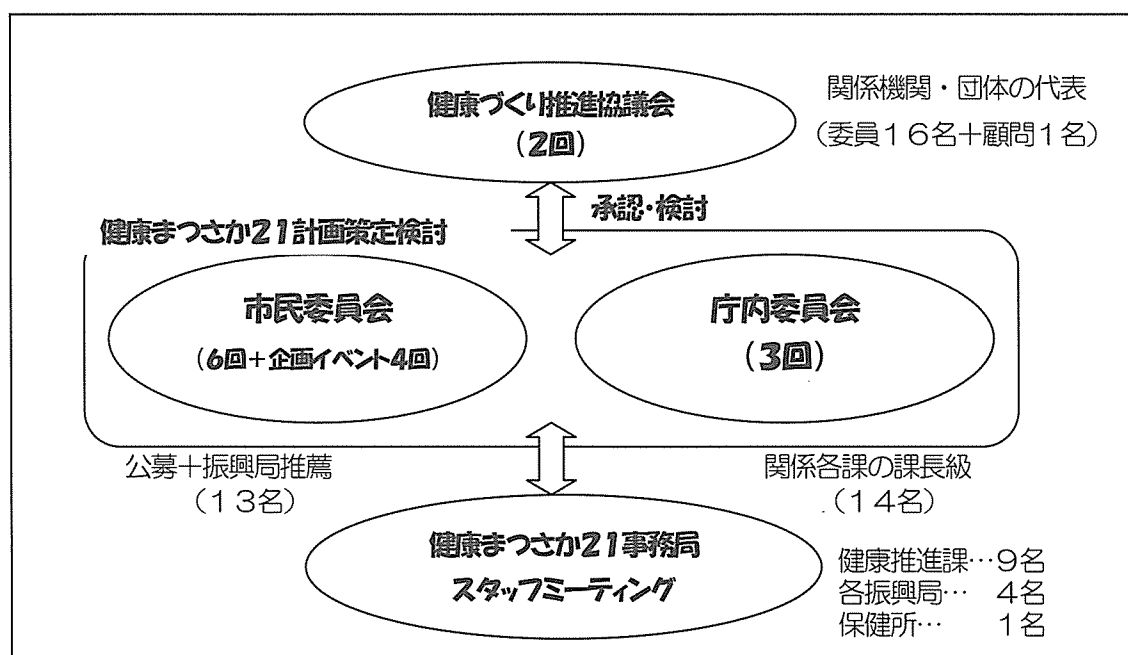 健康づくり推進協議会
(2回)
関係機関・団体の代表
(委員16名+顧問1名)
承認・検討
健康まつさか21計画策定検討
市民委員会
(6回+企画イベント4回)
庁内委員会
(3回)
公募+振興局推薦
(13名)
関係各課の課長級
(14名)
健康まつさか21事務局
スタッフミーティング
健康推進課…9名
各振興局… 4名
保健所… 1名